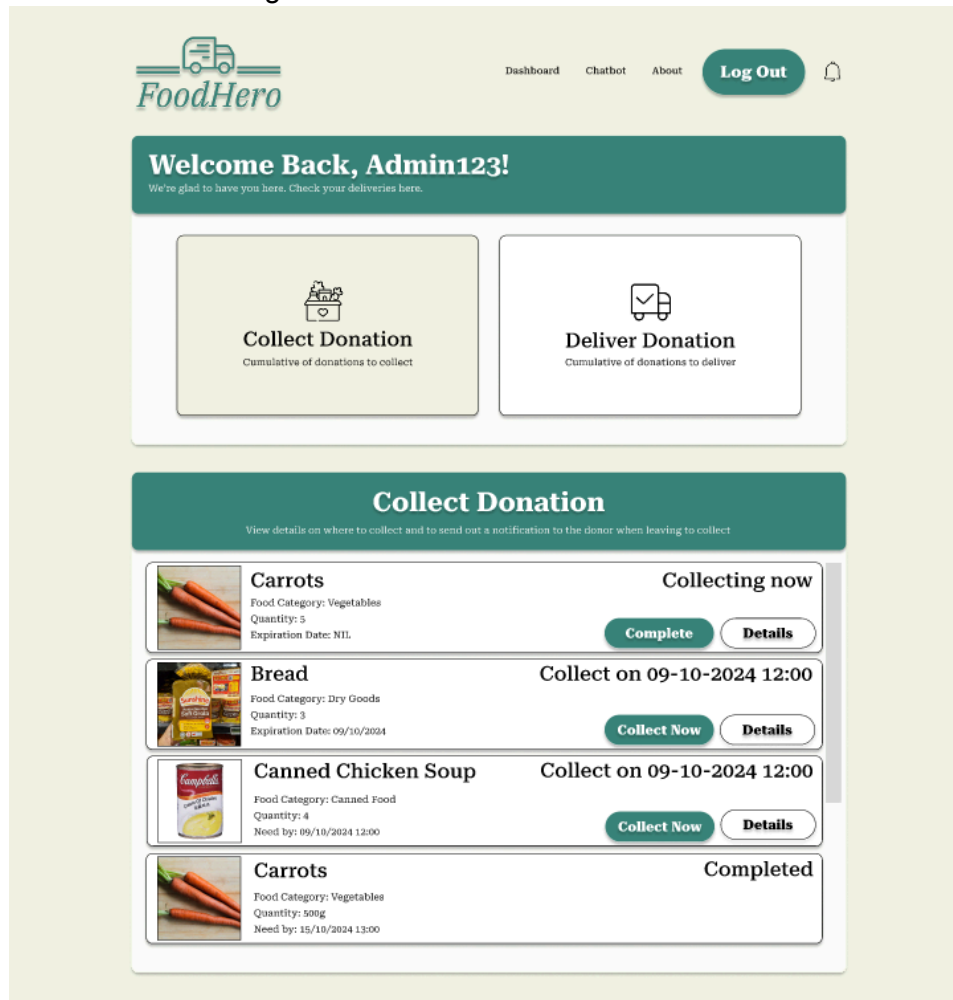 FoodHero
Dashboard Chatbot About Log Out
Welcome Back, Admin123!
We're glad to have you here. Check your deliveries here.
Collect Donation
Cumulative of donations to collect
Deliver Donation
Cumulative of donations to deliver
Collect Donation
View details on where to collect and to send out a notification to the donor when leaving to collect
Carrots
Food Category: Vegetables
Quantity: 5
Expiration Date: NIL
Collecting now
Complete Details
Sunshine
Bread
Food Category: Dry Goods
Quantity: 3
Expiration Date: 09/10/2024
Collect on 09-10-2024 12:00
Collect Now Details
Campbell's
Canned Chicken Soup
Food Category: Canned Food
Quantity: 4
Need by: 09/10/2024 12:00
Collect on 09-10-2024 12:00
Collect Now Details
Carrots
Food Category: Vegetables
Quantity: 500g
Need by: 15/10/2024 13:00
Completed